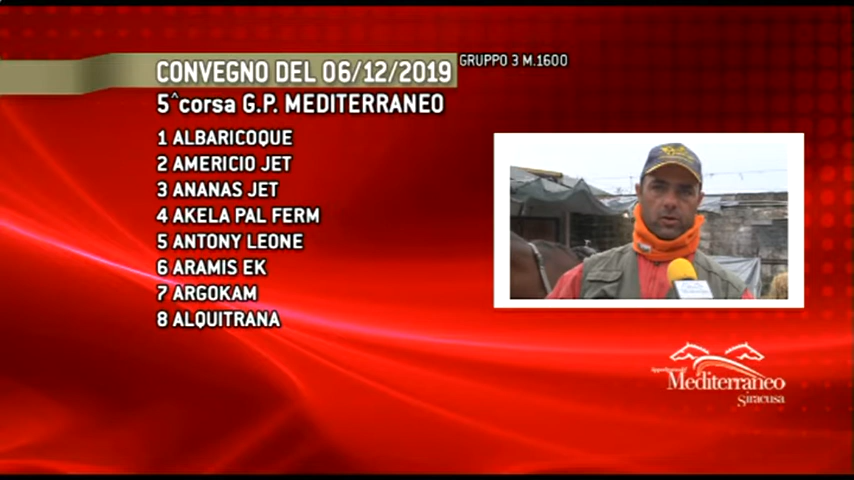 CONVEGNO DEL 06/12/2019
GRUPPO 3 M.1600
5^corsa G.P. MEDITERRANEO
1 ALBARICOQUE
2 AMERICIO JET
3 ANANAS JET
4 AKELA PAL FERM
5 ANTONY LEONE
6 ARAMIS EK
7 ARGOKAM
8 ALQUITRANA
Mediterraneo
Siracusa